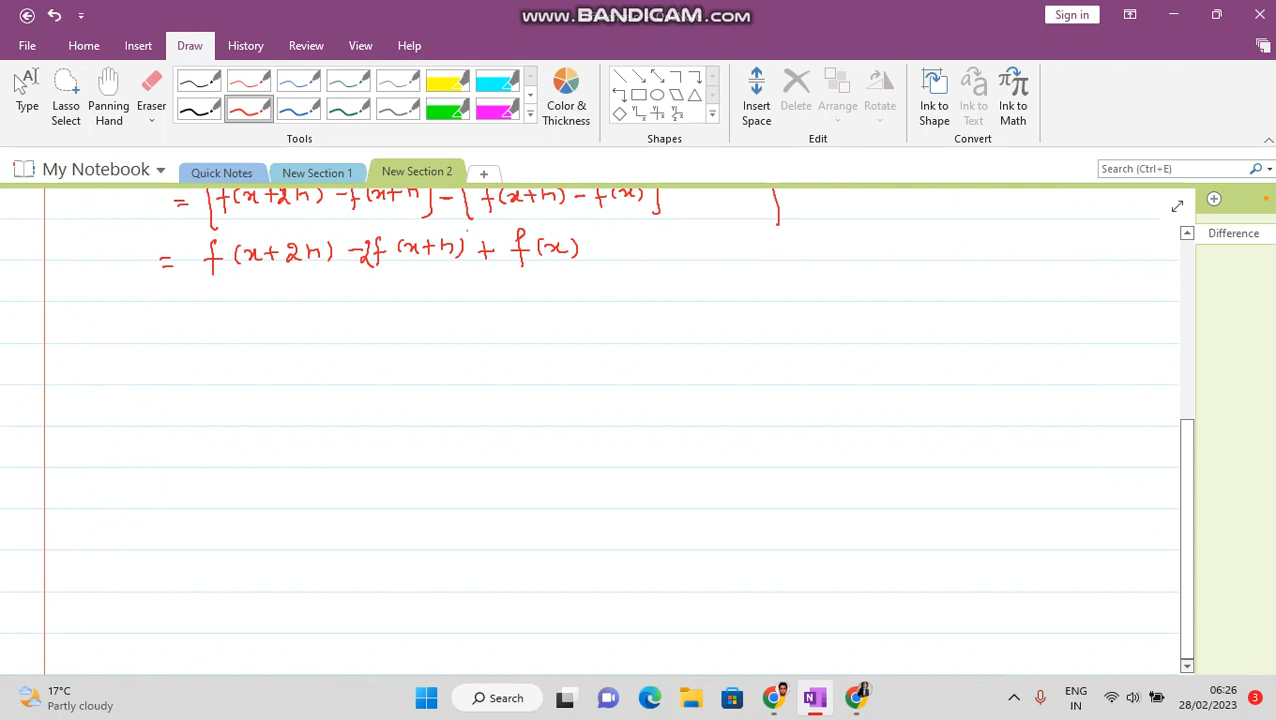 www.BANDICAM.com
Sign in
File Home Insert Draw History Review View Help
Type Lasso Select Panning Hand Eraser Color & Thickness Insert Space Delete Arrange Rotate Ink to Shape Ink to Text Ink to Math
Tools Shapes Edit Convert
My Notebook Quick Notes New Section 1 New Section 2 Search (Ctrl+E)
= [f(x+2h) - f(x+h] - [f(x+h) - f(x)]
Difference
= f(x+2h) -2f(x+h) + f(x)
17°C
Partly cloudy
Search
ENG
IN
06:26
28/02/2023
3